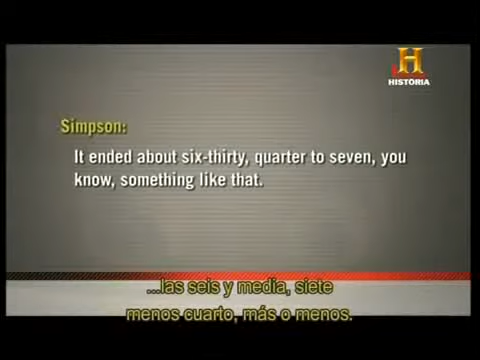 H
HISTORIA
Simpson:
It ended about six-thirty, quarter to seven, you
know, something like that.
...las seis y media, siete
menos cuarto, más o menos.